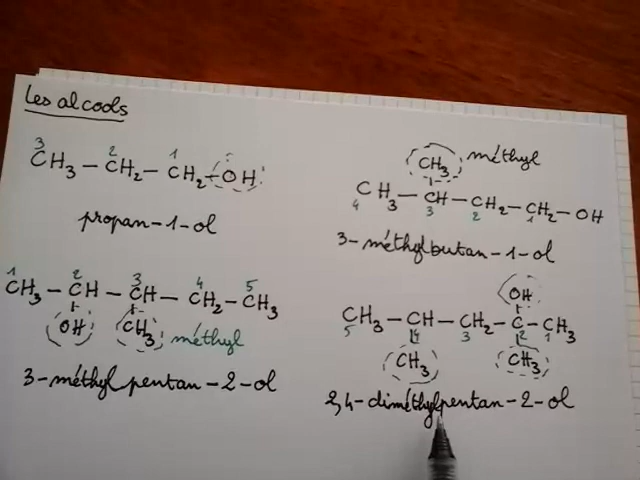 Les alcools
3 2 1
CH3 — CH2 — CH2 — OH
propan-1-ol
CH3 méthyl
CH3 — CH — CH2 — CH2 — OH
4 3 2 1
3-méthylbutan-1-ol
1 2 3 4 5
CH3 — CH — CH — CH2 — CH3
OH CH3 méthyl
3-méthylpentan-2-ol
OH
CH3 — CH — CH2 — C — CH3
5 4 3 2 1
CH3 CH3
2,4-diméthylpentan-2-ol